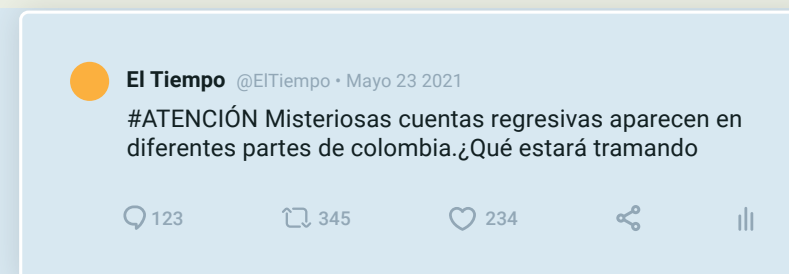 El Tiempo @ElTiempo • Mayo 23 2021
#ATENCIÓN Misteriosas cuentas regresivas aparecen en
diferentes partes de colombia.¿Qué estará tramando
123 345 234